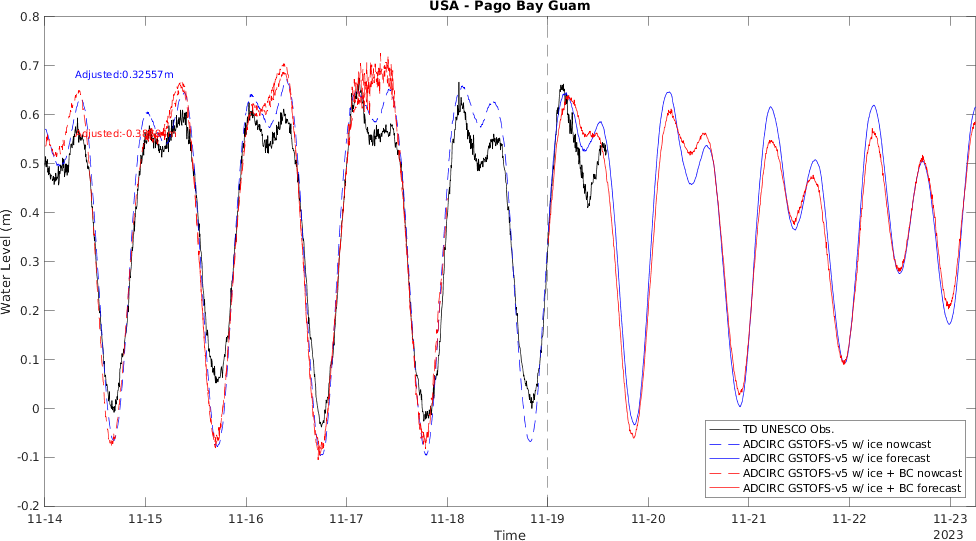 USA - Pago Bay Guam
0.8
0.7
0.6
0.5
0.4
0.3
0.2
0.1
0
-0.1
-0.2
Water Level (m)
Adjusted:0.32557m
TD UNESCO Obs.
ADCIRC GSTOFS-v5 w/ ice nowcast
ADCIRC GSTOFS-v5 w/ ice forecast
ADCIRC GSTOFS-v5 w/ ice + BC nowcast
ADCIRC GSTOFS-v5 w/ ice + BC forecast
11-14 11-15 11-16 11-17 11-18 11-19 11-20 11-21 11-22 11-23
2023
Time